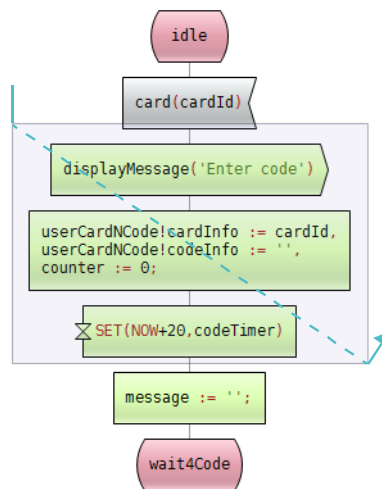 idle
card(cardId)
displayMessage('Enter code')
userCardNCode!cardInfo := cardId,
userCardNCode!codeInfo := '',
counter := 0;
SET(NOW+20,codeTimer)
message := '';
wait4Code